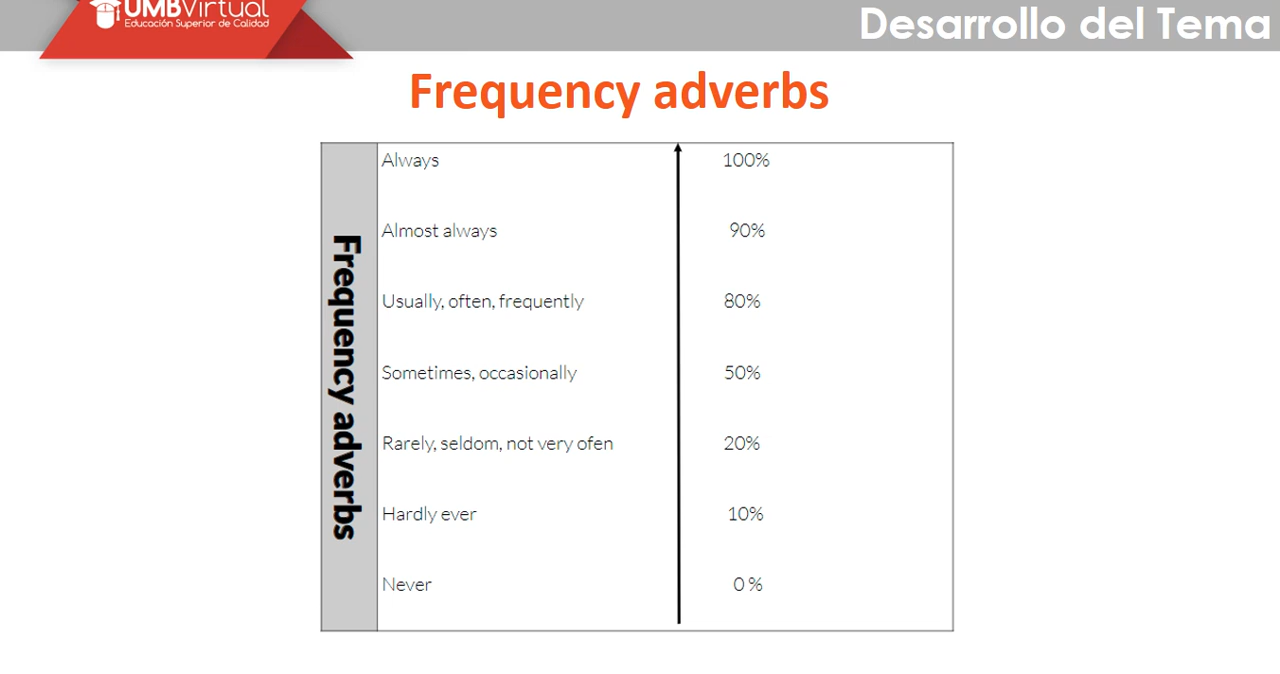 UMBVirtual
Educación Superior de Calidad
Desarrollo del Tema
Frequency adverbs
Frequency adverbs
Always 100%
Almost always 90%
Usually, often, frequently 80%
Sometimes, occasionally 50%
Rarely, seldom, not very ofen 20%
Hardly ever 10%
Never 0 %